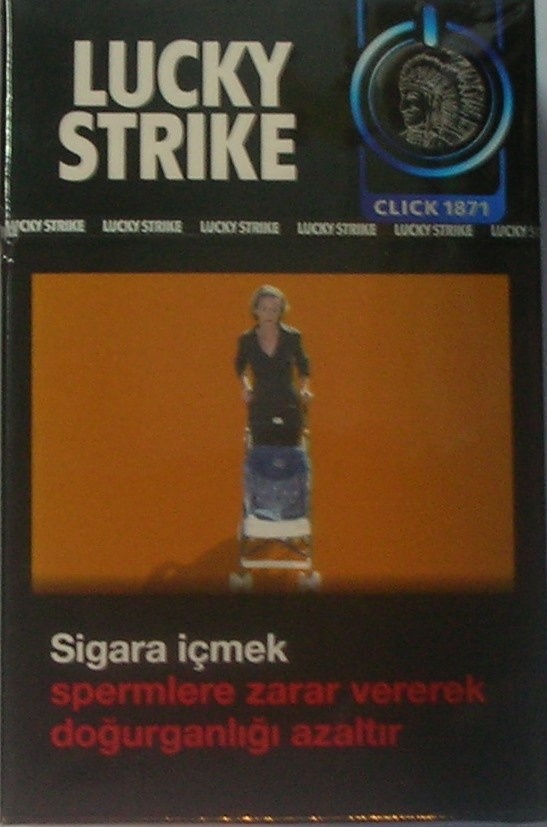 LUCKY
STRIKE
CLICK 1871
LUCKY STRIKE LUCKY STRIKE LUCKY STRIKE LUCKY STRIKE LUCKY STRIKE LUCKY
Sigara içmek
spermlere zarar vererek
doğurganlığı azaltır